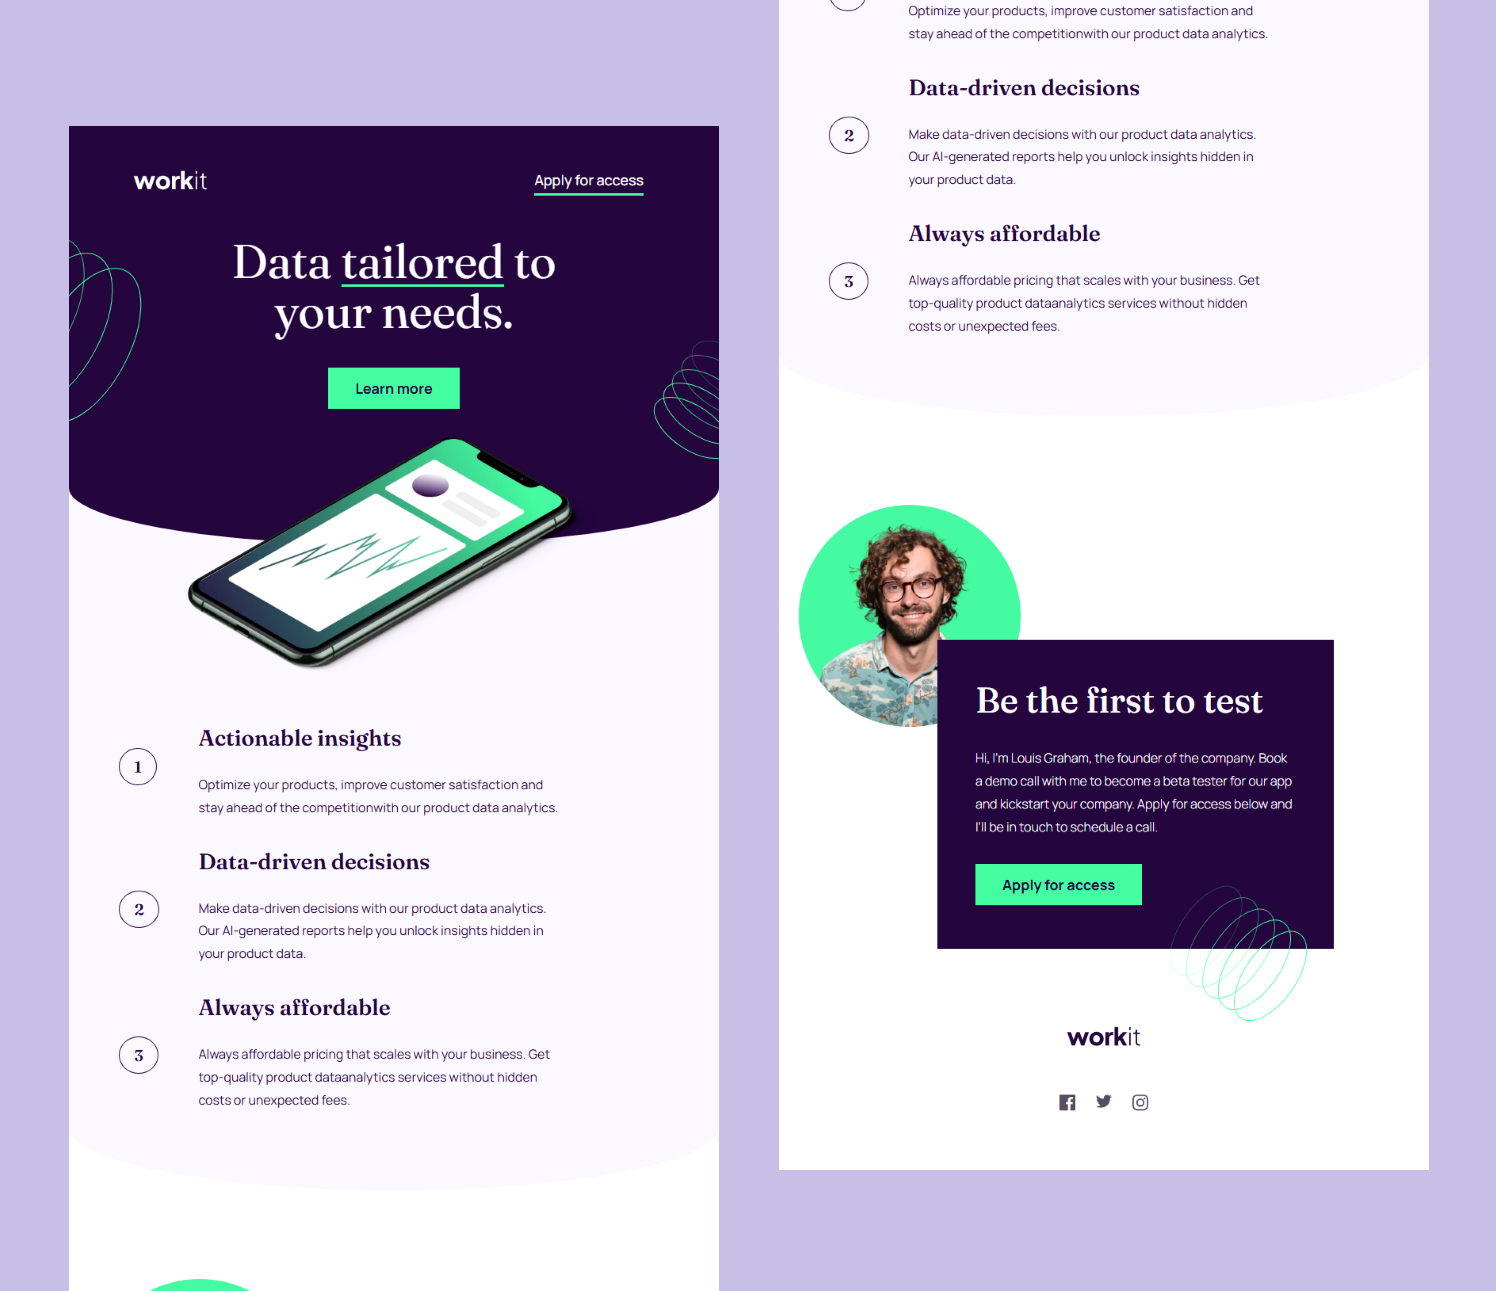 workit
Apply for access
Data tailored to
your needs.
Learn more
Actionable insights
1
Optimize your products, improve customer satisfaction and
stay ahead of the competitionwith our product data analytics.
Data-driven decisions
2
Make data-driven decisions with our product data analytics.
Our AI-generated reports help you unlock insights hidden in
your product data.
Always affordable
3
Always affordable pricing that scales with your business. Get
top-quality product dataanalytics services without hidden
costs or unexpected fees.
Optimize your products, improve customer satisfaction and
stay ahead of the competitionwith our product data analytics.
Data-driven decisions
2
Make data-driven decisions with our product data analytics.
Our AI-generated reports help you unlock insights hidden in
your product data.
Always affordable
3
Always affordable pricing that scales with your business. Get
top-quality product dataanalytics services without hidden
costs or unexpected fees.
Be the first to test
Hi, I'm Louis Graham, the founder of the company. Book
a demo call with me to become a beta tester for our app
and kickstart your company. Apply for access below and
I'll be in touch to schedule a call.
Apply for access
workit